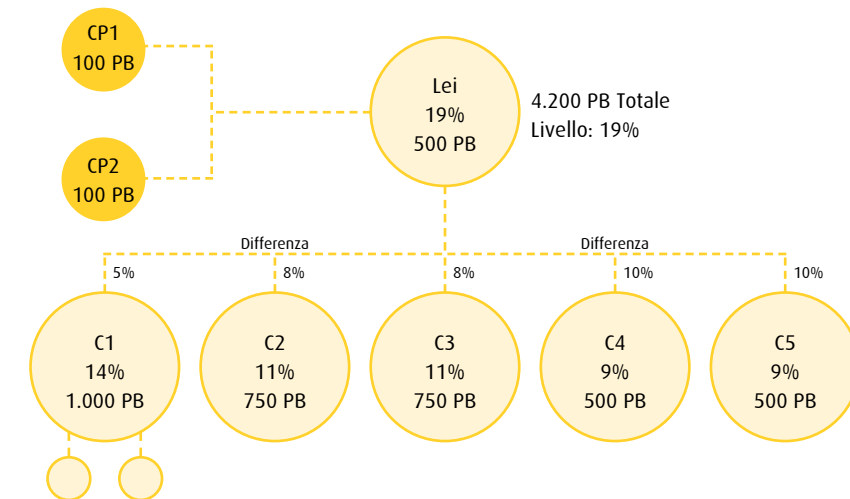 CP1
100 PB
CP2
100 PB
Lei
19%
500 PB
4.200 PB Totale
Livello: 19%
Differenza
Differenza
5%
8%
8%
10%
10%
C1
14%
1.000 PB
C2
11%
750 PB
C3
11%
750 PB
C4
9%
500 PB
C5
9%
500 PB